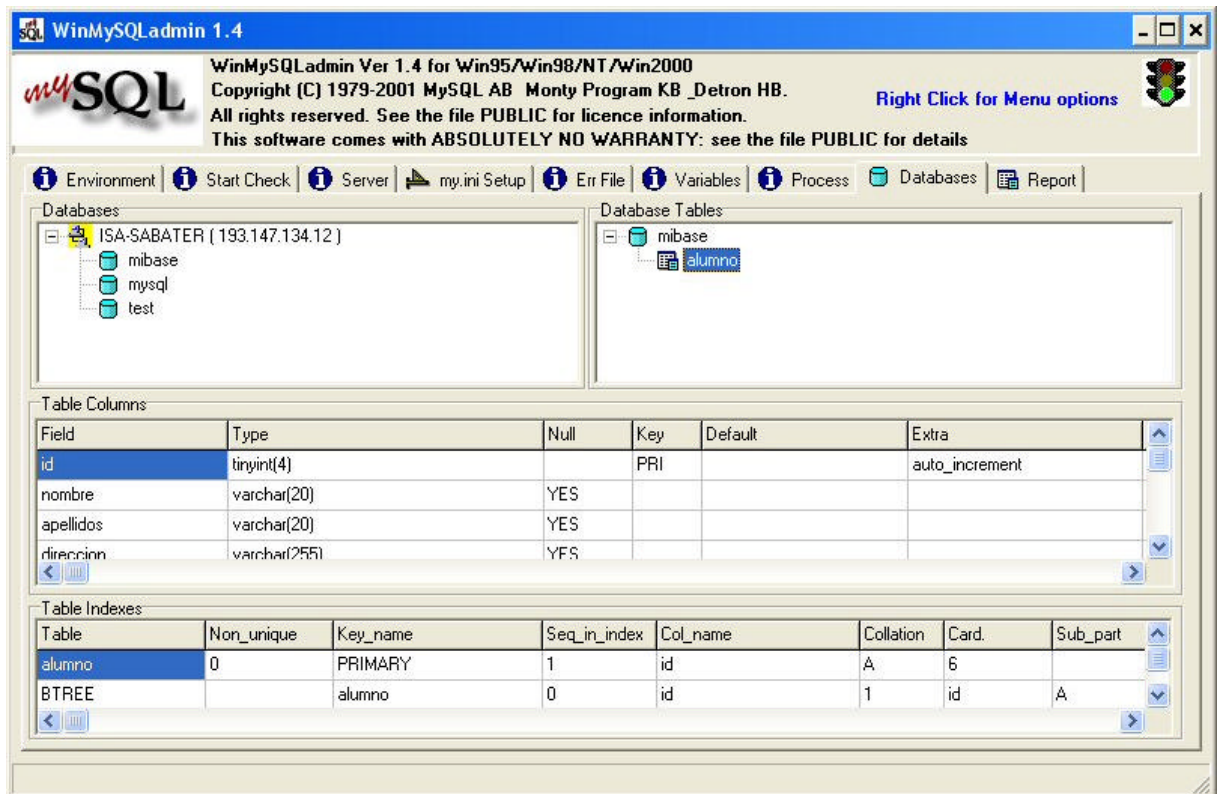 WinMySQLadmin 1.4
mySQL
WinMySQLadmin Ver 1.4 for Win95/Win98/NT/Win2000
Copyright (C) 1979-2001 MySQL AB Monty Program KB _Detron HB.
All rights reserved. See the file PUBLIC for licence information.
This software comes with ABSOLUTELY NO WARRANTY: see the file PUBLIC for details
Right Click for Menu options
Environment Start Check Server my.ini Setup Err File Variables Process Databases Report
Databases
ISA-SABATER ( 193.147.134.12 )
mibase
mysql
test
Database Tables
mibase
alumno
Table Columns
Field Type Null Key Default Extra
id tinyint(4) PRI auto_increment
nombre varchar(20) YES
apellidos varchar(20) YES
direccion varchar(255) YES
Table Indexes
Table Non_unique Key_name Seq_in_index Col_name Collation Card. Sub_part
alumno 0 PRIMARY 1 id A 6
BTREE alumno 0 id 1 id A